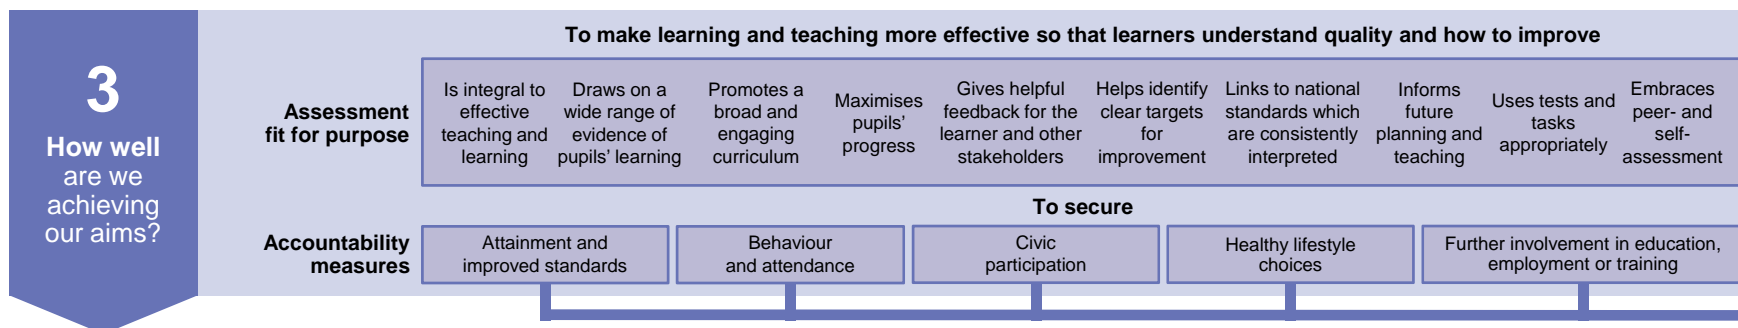 3
How well
are we
achieving
our aims?
To make learning and teaching more effective so that learners understand quality and how to improve
Assessment
fit for purpose
Is integral to
effective
teaching and
learning
Draws on a
wide range of
evidence of
pupils' learning
Promotes a
broad and
engaging
curriculum
Maximises
pupils'
progress
Gives helpful
feedback for the
learner and other
stakeholders
Helps identify
clear targets
for
improvement
Links to national
standards which
are consistently
interpreted
Informs
future
planning and
teaching
Uses tests and
tasks
appropriately
Embraces
peer- and
self-
assessment
To secure
Accountability
measures
Attainment and
improved standards
Behaviour
and attendance
Civic
participation
Healthy lifestyle
choices
Further involvement in education,
employment or training